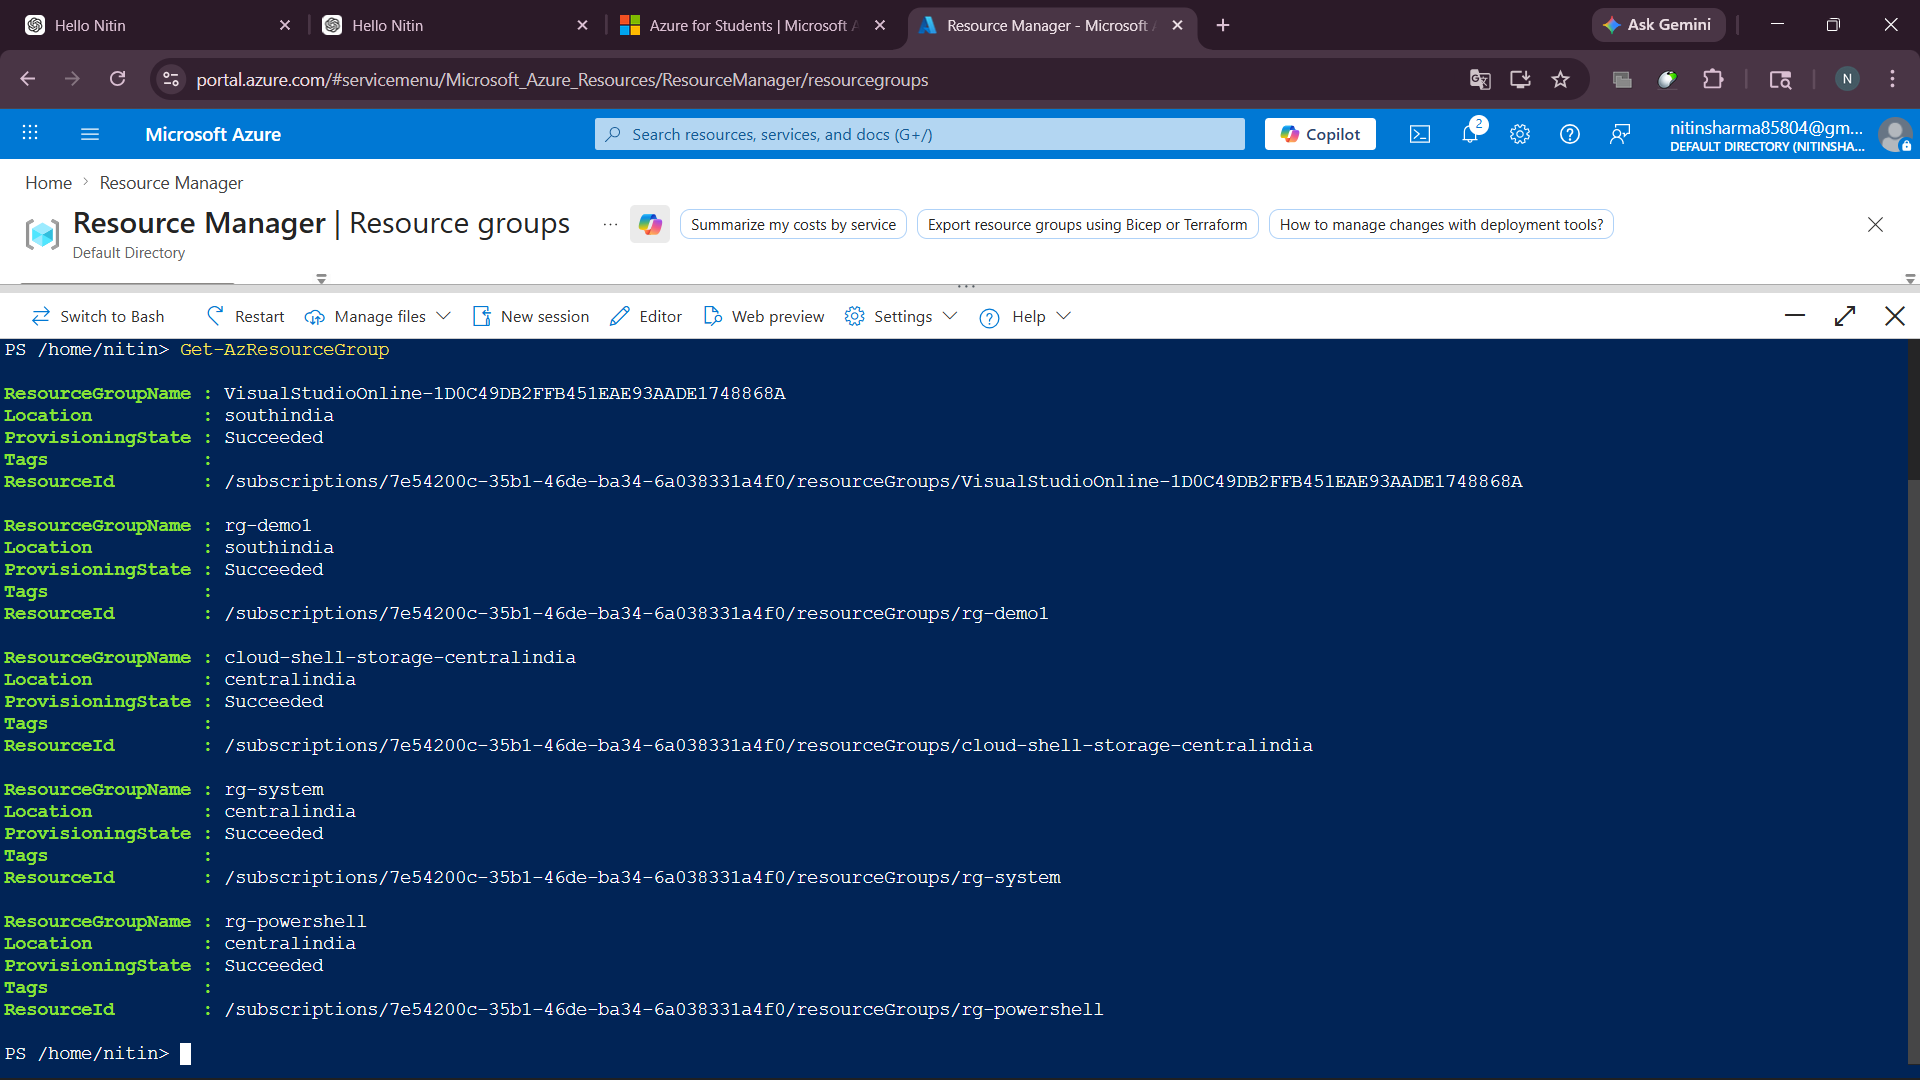 Hello Nitin
Hello Nitin
Azure for Students | Microsoft A
Resource Manager - Microsoft A
Ask Gemini
portal.azure.com/#servicemenu/Microsoft_Azure_Resources/ResourceManager/resourcegroups
N
Microsoft Azure
Search resources, services, and docs (G+/)
Copilot
2
nitinsharma85804@gm...
DEFAULT DIRECTORY (NITINSHA...
Home > Resource Manager
Resource Manager | Resource groups
...
Summarize my costs by service
Export resource groups using Bicep or Terraform
How to manage changes with deployment tools?
Default Directory
Switch to Bash
Restart
Manage files
New session
Editor
Web preview
Settings
Help
PS /home/nitin> Get-AzResourceGroup
ResourceGroupName : VisualStudioOnline-1D0C49DB2FFB451EAE93AADE1748868A
Location : southindia
ProvisioningState : Succeeded
Tags :
ResourceId : /subscriptions/7e54200c-35b1-46de-ba34-6a038331a4f0/resourceGroups/VisualStudioOnline-1D0C49DB2FFB451EAE93AADE1748868A
ResourceGroupName : rg-demo1
Location : southindia
ProvisioningState : Succeeded
Tags :
ResourceId : /subscriptions/7e54200c-35b1-46de-ba34-6a038331a4f0/resourceGroups/rg-demo1
ResourceGroupName : cloud-shell-storage-centralindia
Location : centralindia
ProvisioningState : Succeeded
Tags :
ResourceId : /subscriptions/7e54200c-35b1-46de-ba34-6a038331a4f0/resourceGroups/cloud-shell-storage-centralindia
ResourceGroupName : rg-system
Location : centralindia
ProvisioningState : Succeeded
Tags :
ResourceId : /subscriptions/7e54200c-35b1-46de-ba34-6a038331a4f0/resourceGroups/rg-system
ResourceGroupName : rg-powershell
Location : centralindia
ProvisioningState : Succeeded
Tags :
ResourceId : /subscriptions/7e54200c-35b1-46de-ba34-6a038331a4f0/resourceGroups/rg-powershell
PS /home/nitin>